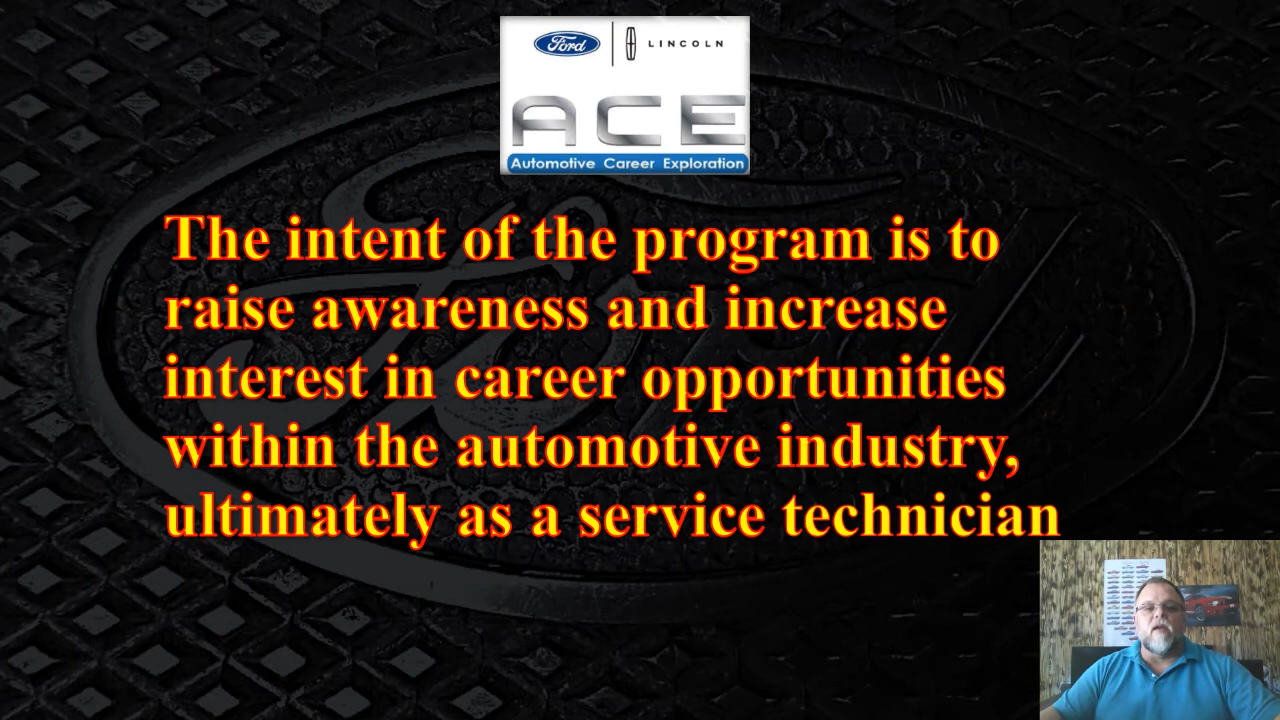 Ford
LINCOLN
ACE
Automotive Career Exploration
The intent of the program is to
raise awareness and increase
interest in career opportunities
within the automotive industry,
ultimately as a service technician